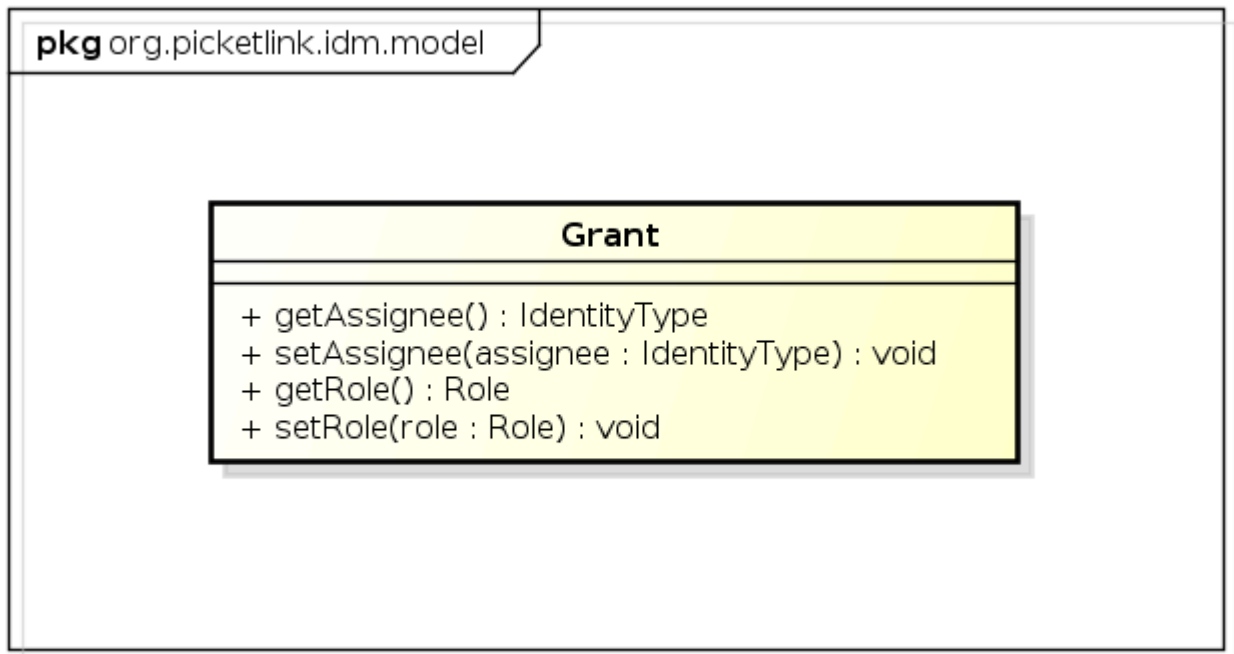 pkg org.picketlink.idm.model
Grant
+ getAssignee() : IdentityType
+ setAssignee(assignee : IdentityType) : void
+ getRole() : Role
+ setRole(role : Role) : void